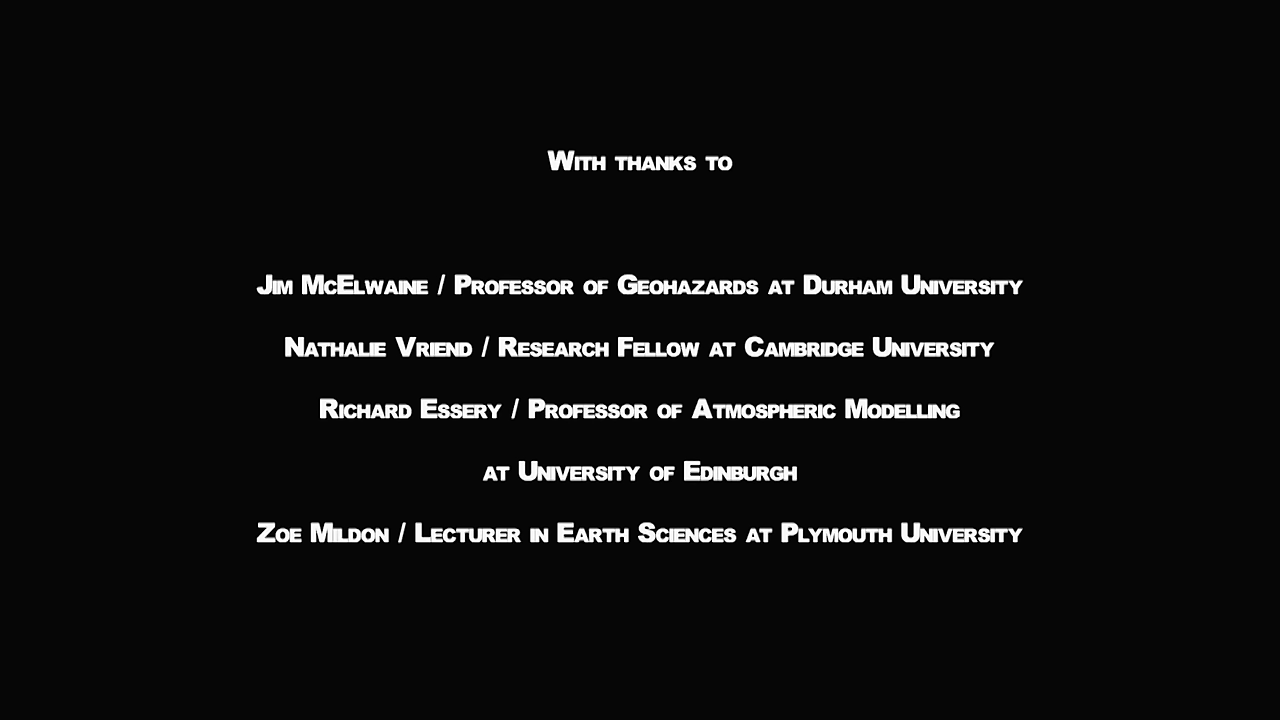 With thanks to
Jim McElwaine / Professor of Geohazards at Durham University
Nathalie Vriend / Research Fellow at Cambridge University
Richard Essery / Professor of Atmospheric Modelling
at University of Edinburgh
Zoe Mildon / Lecturer in Earth Sciences at Plymouth University